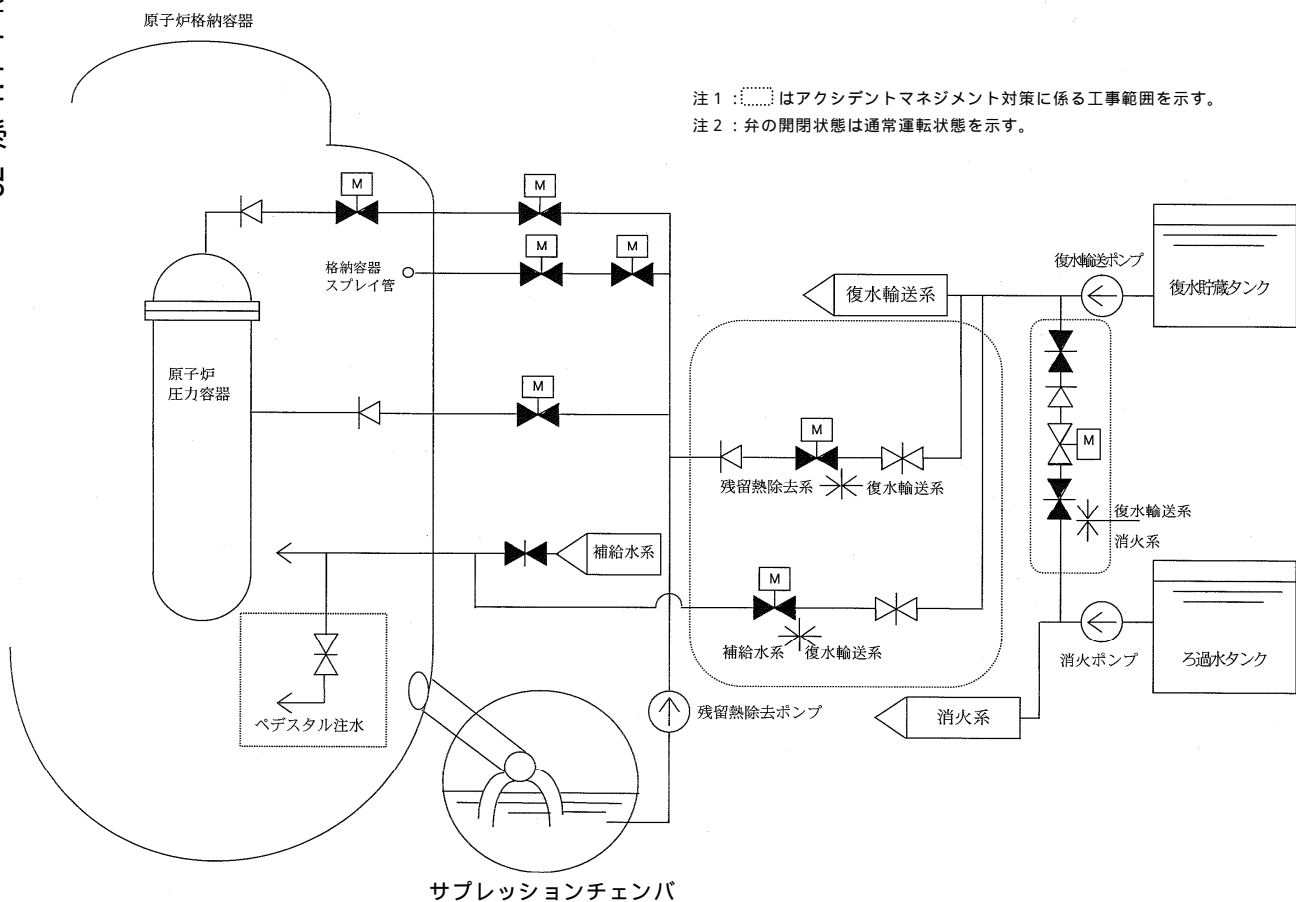 原子炉格納容器
注１：　はアクシデントマネジメント対策に係る工事範囲を示す。
注２：弁の開閉状態は通常運転状態を示す。
M
M
M
M
格納容器
スプレイ管
復水輸送系
復水輸送ポンプ
復水貯蔵タンク
原子炉
圧力容器
M
M
M
残留熱除去系
復水輸送系
復水輸送系
消火系
補給水系
M
補給水系
復水輸送系
消火ポンプ
ろ過水タンク
ペデスタル注水
残留熱除去ポンプ
消火系
サプレッションチェンバ